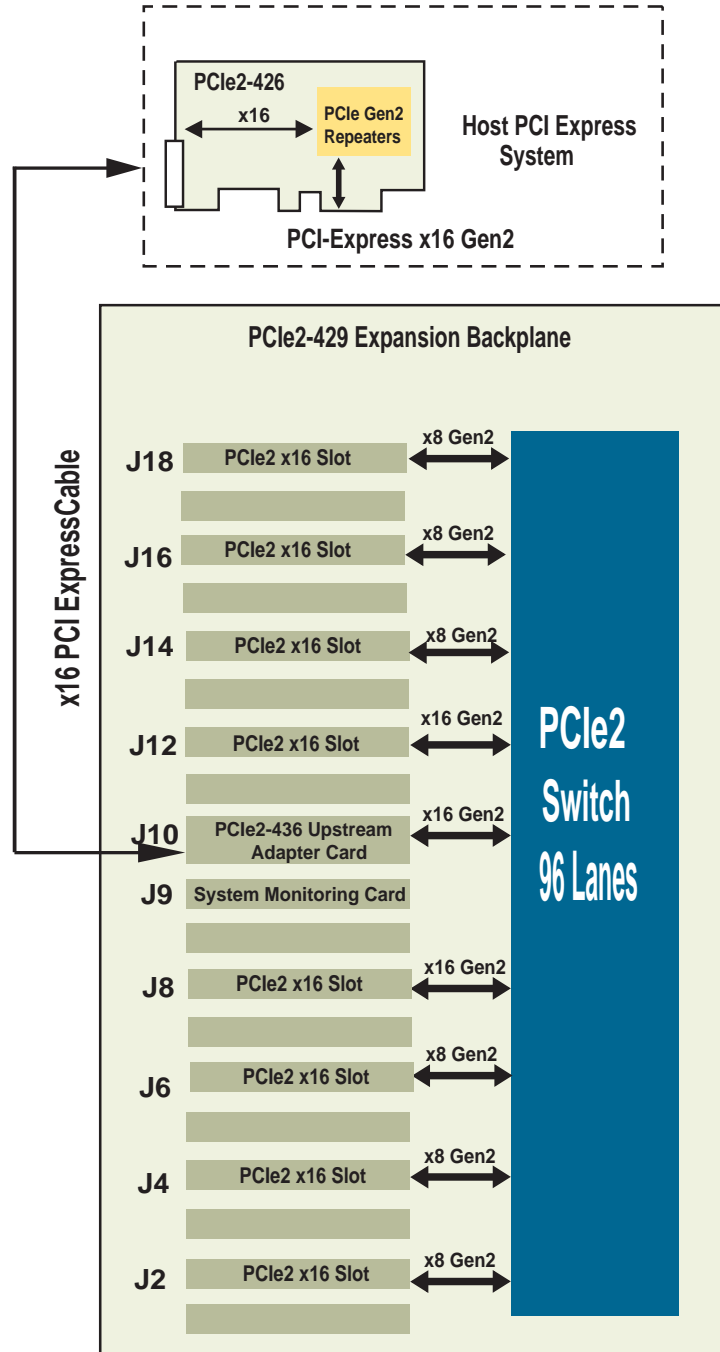 PCIe2-426
x16
PCIe Gen2
Repeaters
Host PCI Express
System
PCI-Express x16 Gen2
x16 PCI ExpressCable
PCIe2-429 Expansion Backplane
J18
PCIe2 x16 Slot
x8 Gen2
J16
PCIe2 x16 Slot
x8 Gen2
J14
PCIe2 x16 Slot
x8 Gen2
J12
PCIe2 x16 Slot
x16 Gen2
J10
PCIe2-436 Upstream
Adapter Card
x16 Gen2
J9
System Monitoring Card
J8
PCIe2 x16 Slot
x16 Gen2
J6
PCIe2 x16 Slot
x8 Gen2
J4
PCIe2 x16 Slot
x8 Gen2
J2
PCIe2 x16 Slot
x8 Gen2
PCIe2
Switch
96 Lanes